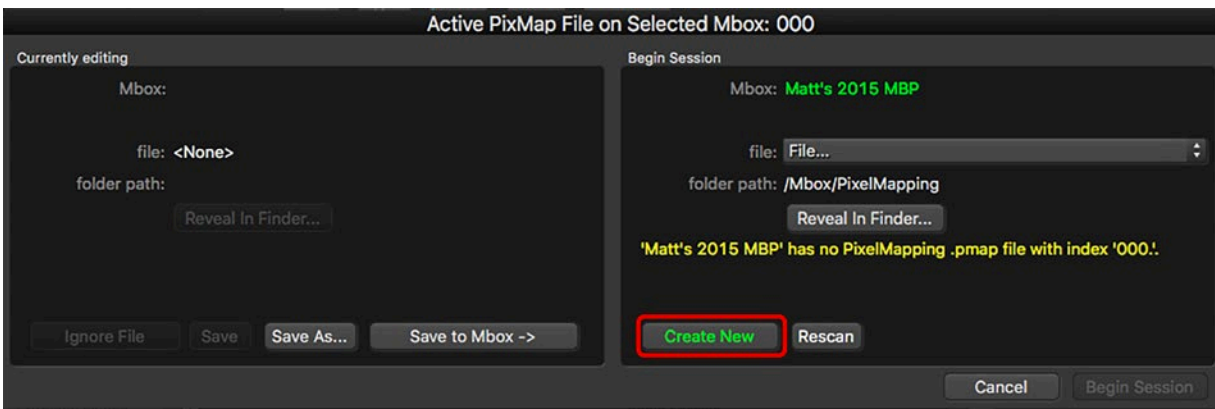 Active PixMap File on Selected Mbox: 000
Currently editing
Mbox:
file: <None>
folder path:
Reveal In Finder...
Ignore File
Save
Save As...
Save to Mbox ->
Begin Session
Mbox: Matt's 2015 MBP
file: File...
folder path: /Mbox/PixelMapping
Reveal In Finder...
'Matt's 2015 MBP' has no PixelMapping .pmap file with index '000.'.
Create New
Rescan
Cancel
Begin Session